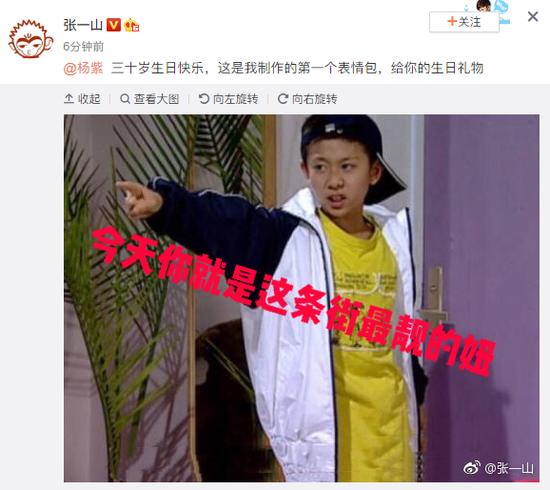 张一山
+关注
6分钟前
@杨紫 三十岁生日快乐，这是我制作的第一个表情包，给你的生日礼物
收起 查看大图 向左旋转 向右旋转
今天你就是这条街最靓的妞
@张一山